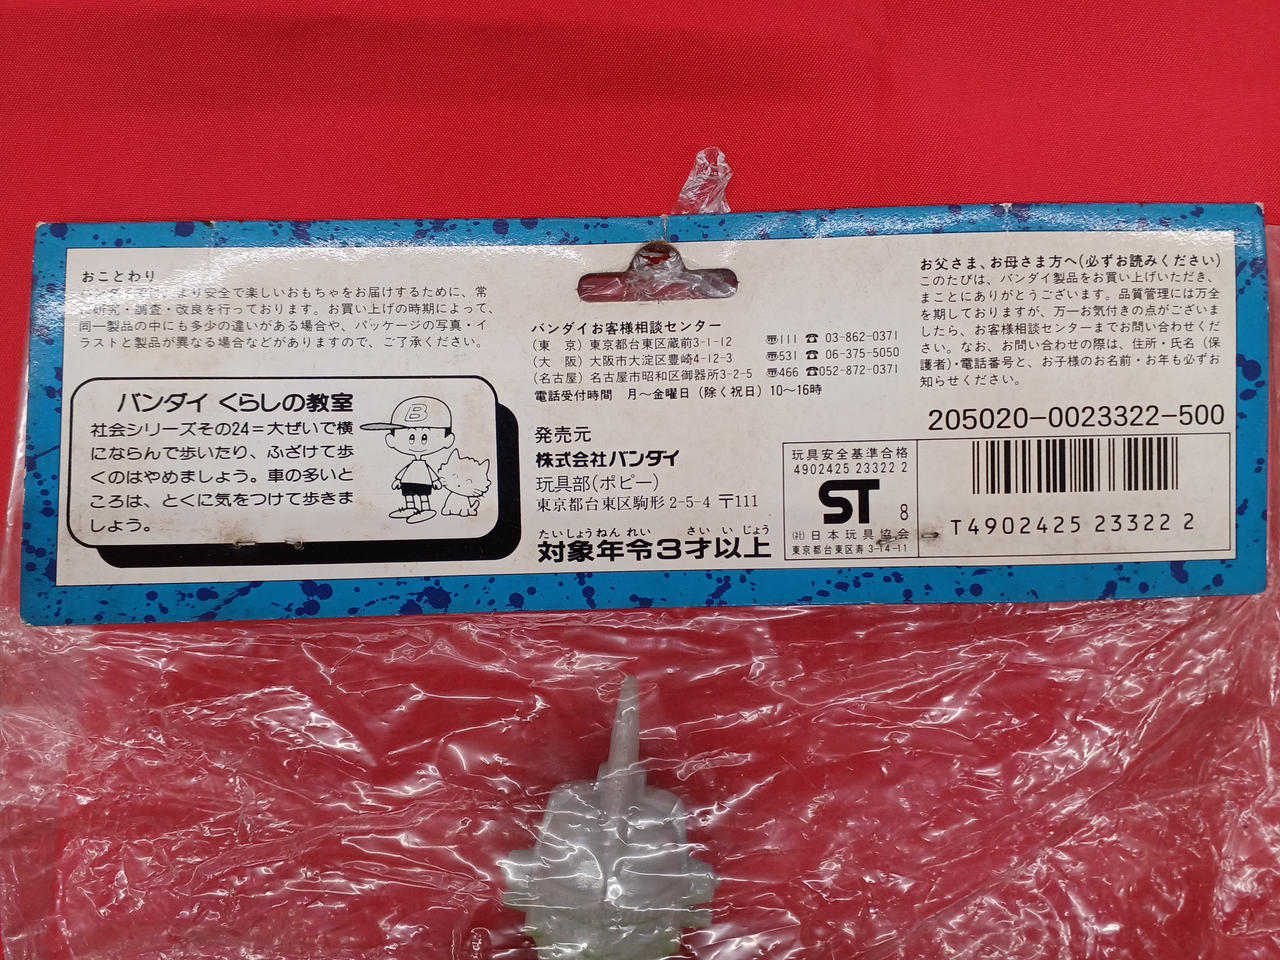 おことわり
より安全で楽しいおもちゃをお届けするために、常
に研究・調査・改良を行っております。お買い上げの時期によって、
同一製品の中にも多少の違いがある場合や、パッケージの写真・イ
ラストと製品が異なる場合などがありますので、ご了承ください。
バンダイ くらしの教室
社会シリーズその24=大ぜいで横
にならんで歩いたり、ふざけて歩
くのはやめましょう。車の多いと
ころは、とくに気をつけて歩きま
しょう。
B
バンダイお客様相談センター
(東 京) 東京都台東区蔵前3-1-12 〠111 ☎ 03-862-0371
(大 阪) 大阪市大淀区豊崎4-12-3 〠531 ☎ 06-375-5050
(名古屋) 名古屋市昭和区御器所3-2-5 〠466 ☎052-872-0371
電話受付時間 月〜金曜日(除く祝日)10〜16時
発売元
株式会社バンダイ
玩具部(ポピー)
東京都台東区駒形2-5-4 〒111
たいしょうねんれい さいいじょう
対象年令3才以上
お父さま、お母さま方へ(必ずお読みください)
このたびは、バンダイ製品をお買い上げいただき、
まことにありがとうございます。品質管理には万全
を期しておりますが、万一お気付きの点がございま
したら、お客様相談センターまでお問い合わせくだ
さい。なお、お問い合わせの際は、住所・氏名(保
護者)・電話番号と、お子様のお名前・お年も必ずお
知らせください。
205020-0023322-500
玩具安全基準合格
4902425 23322 2
ST 8
(社)日本玩具協会
東京都台東区寿3-14-11
T4902425 23322 2